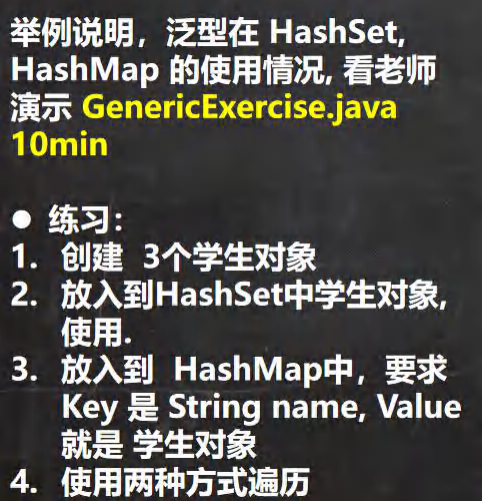 举例说明，泛型在 HashSet,
HashMap 的使用情况, 看老师
演示 GenericExercise.java
10min
● 练习：
1. 创建 3个学生对象
2. 放入到HashSet中学生对象,
使用.
3. 放入到 HashMap中，要求
Key 是 String name, Value
就是 学生对象
4. 使用两种方式遍历